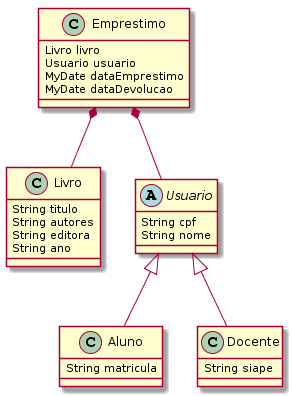 C Emprestimo
Livro livro
Usuario usuario
MyDate dataEmprestimo
MyDate dataDevolucao
C Livro
String titulo
String autores
String editora
String ano
A Usuario
String cpf
String nome
C Aluno
String matricula
C Docente
String siape